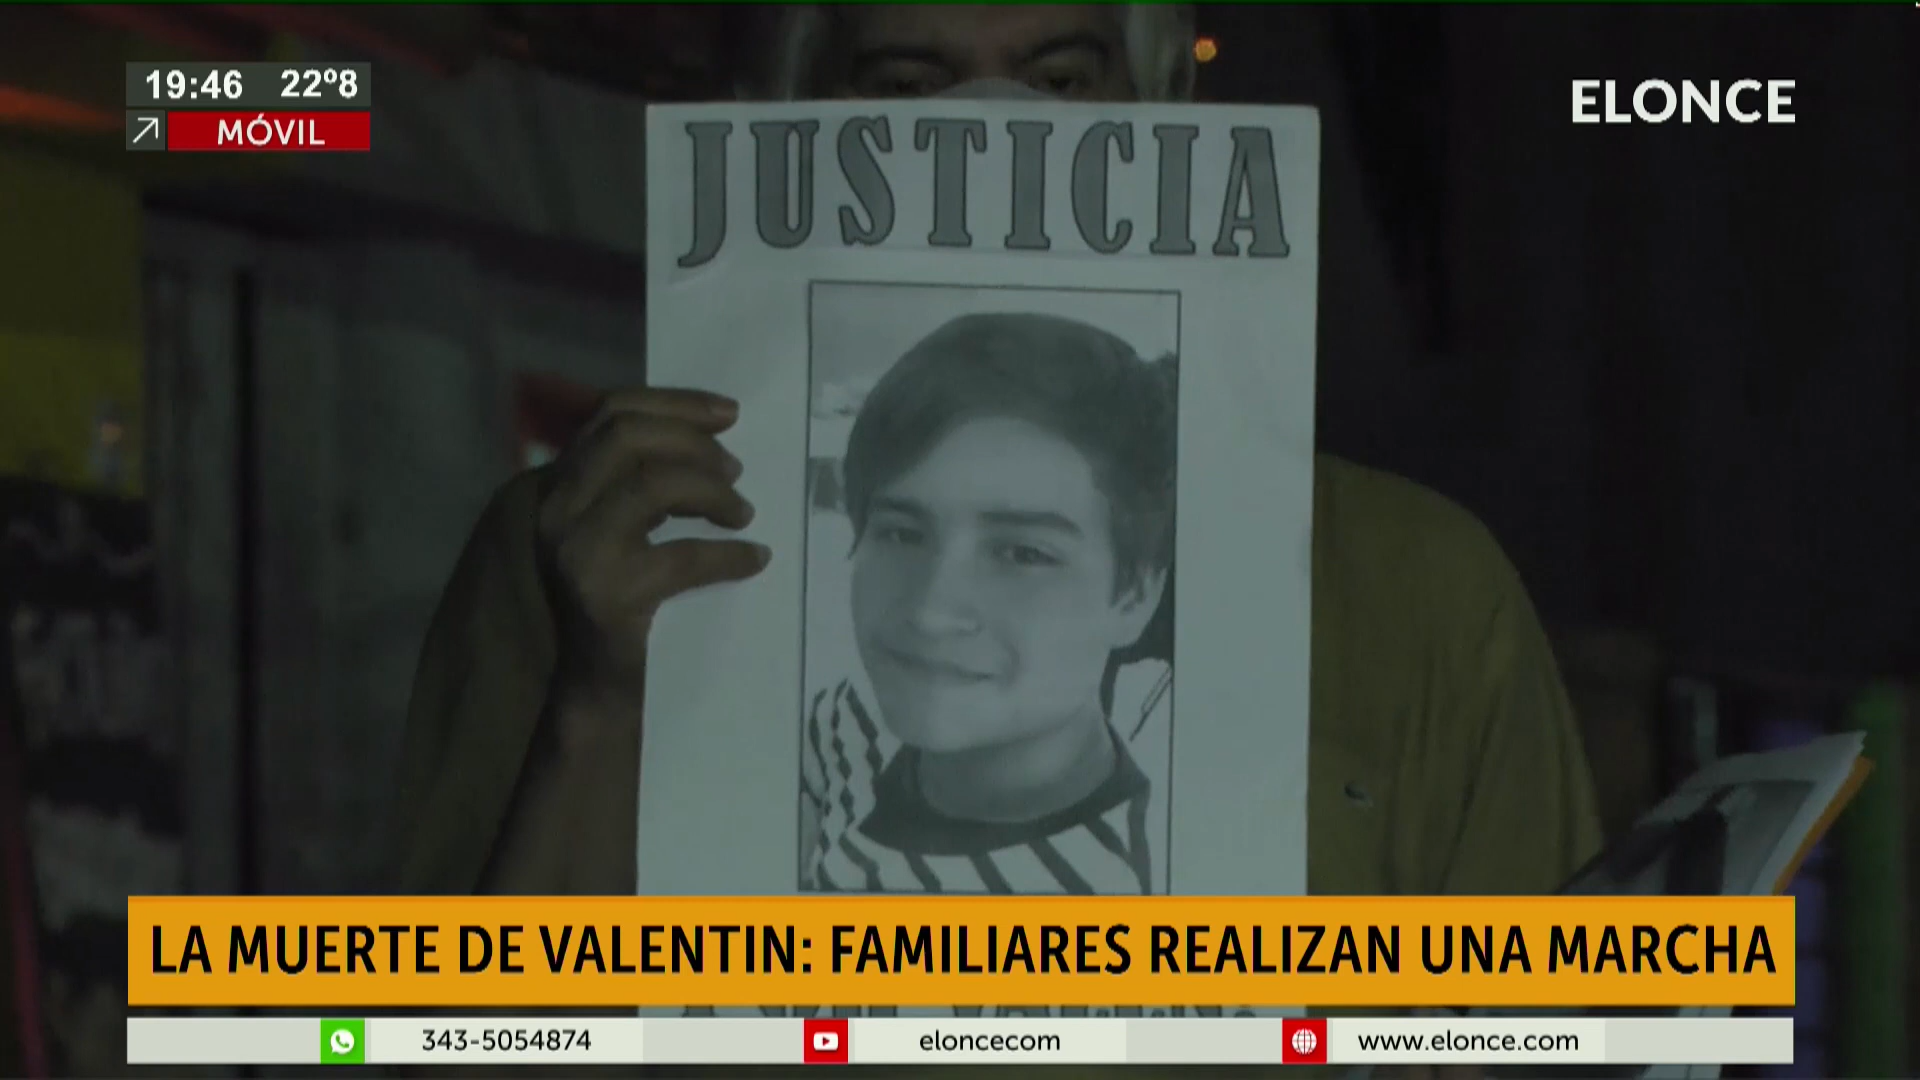 19:46 22º8
MÓVIL
ELONCE
JUSTICIA
LA MUERTE DE VALENTIN: FAMILIARES REALIZAN UNA MARCHA
343-5054874
eloncecom
www.elonce.com